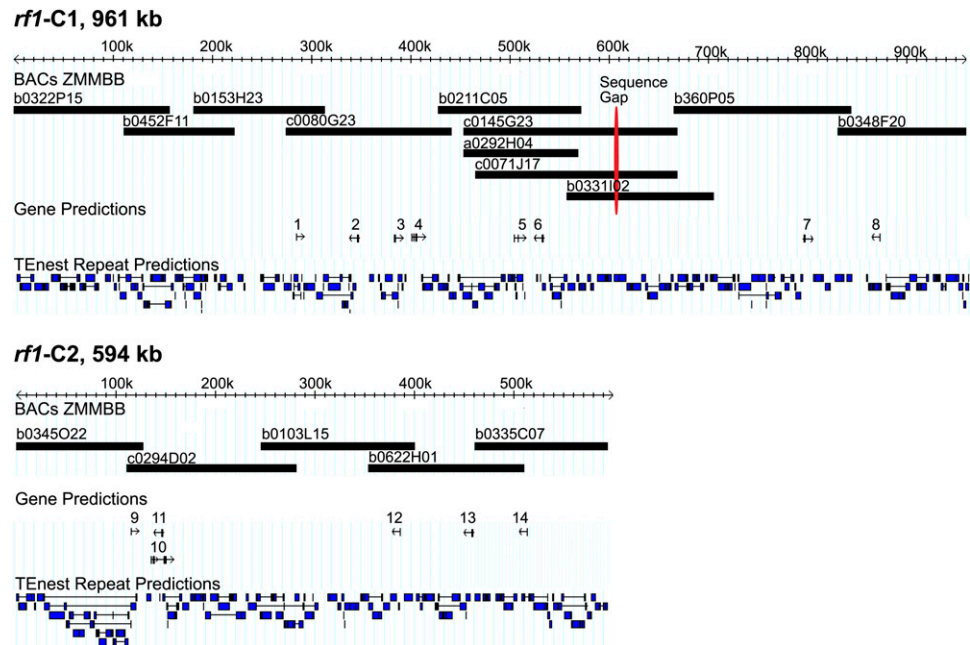 rf1-C1, 961 kb
100k 200k 300k 400k 500k 600k 700k 800k 900k
BACs ZMMBB
Sequence
Gap
b0322P15 b0153H23 b0211C05 b360P05
b0452F11 c0080G23 c0145G23 b0348F20
a0292H04
c0071J17
b0331I02
Gene Predictions
1 2 3 4 5 6 7 8
TEnest Repeat Predictions
rf1-C2, 594 kb
100k 200k 300k 400k 500k
BACs ZMMBB
b0345O22 b0103L15 b0335C07
c0294D02 b0622H01
Gene Predictions
9 11 12 13 14
10
TEnest Repeat Predictions